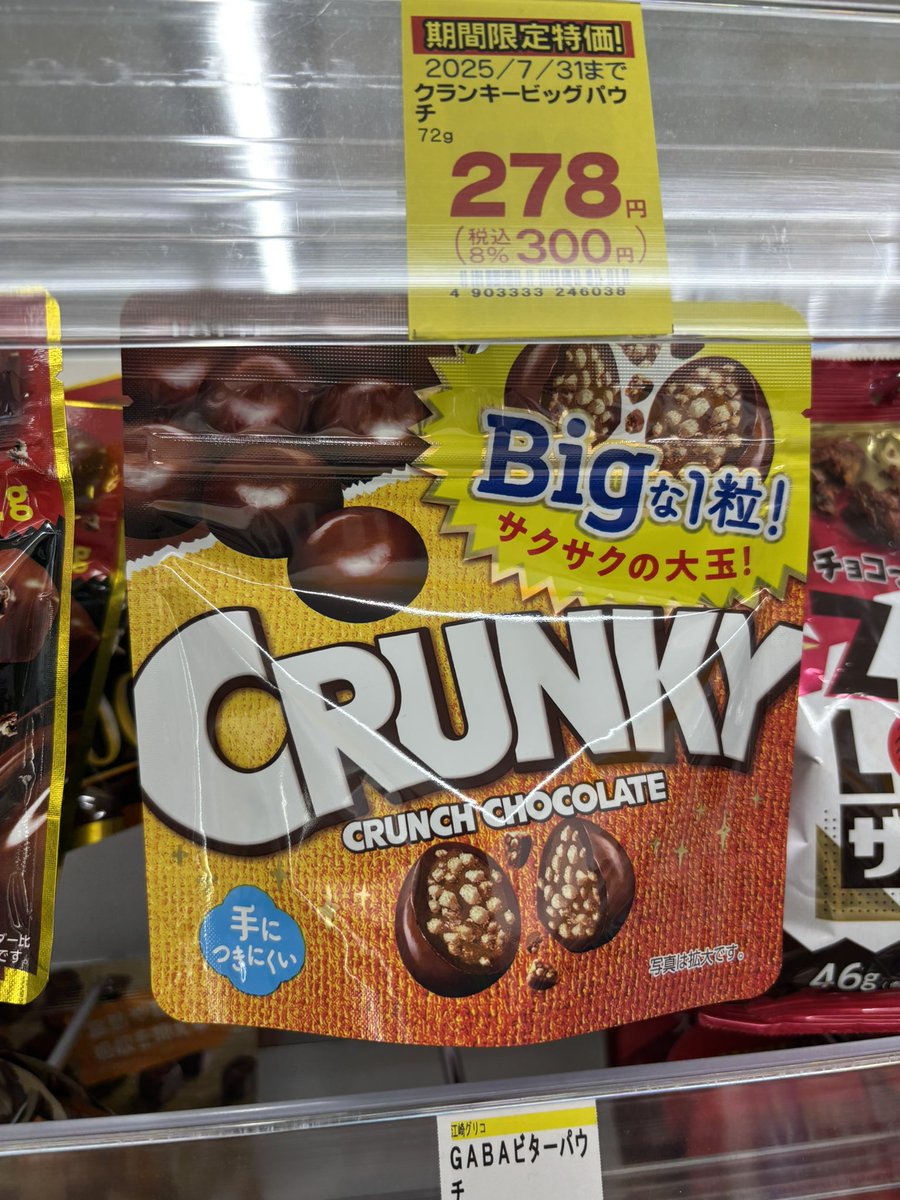 期間限定特価!
2025/7/31まで
クランキービッグパウ
チ
72g
278円
(税込8% 300円)
4 903333 246038
Bigな1粒!
サクサクの大玉!
CRUNKY
CRUNCH CHOCOLATE
手に
つきにくい
写真は拡大です。
g
チョコ
サ
46g
江崎グリコ
GABAビターパウ
チ